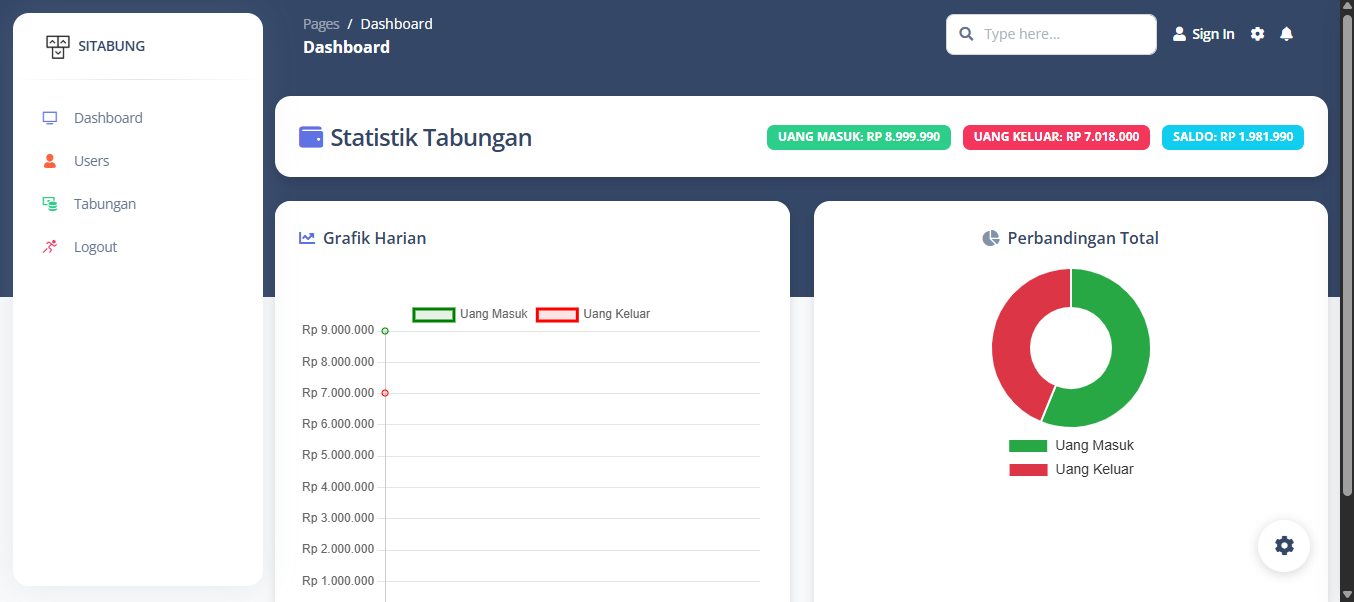 SITABUNG
Dashboard
Users
Tabungan
Logout
Pages / Dashboard
Dashboard
Type here...
Sign In
Statistik Tabungan
UANG MASUK: RP 8.999.990
UANG KELUAR: RP 7.018.000
SALDO: RP 1.981.990
Grafik Harian
Uang Masuk
Uang Keluar
Rp 9.000.000
Rp 8.000.000
Rp 7.000.000
Rp 6.000.000
Rp 5.000.000
Rp 4.000.000
Rp 3.000.000
Rp 2.000.000
Rp 1.000.000
Perbandingan Total
Uang Masuk
Uang Keluar